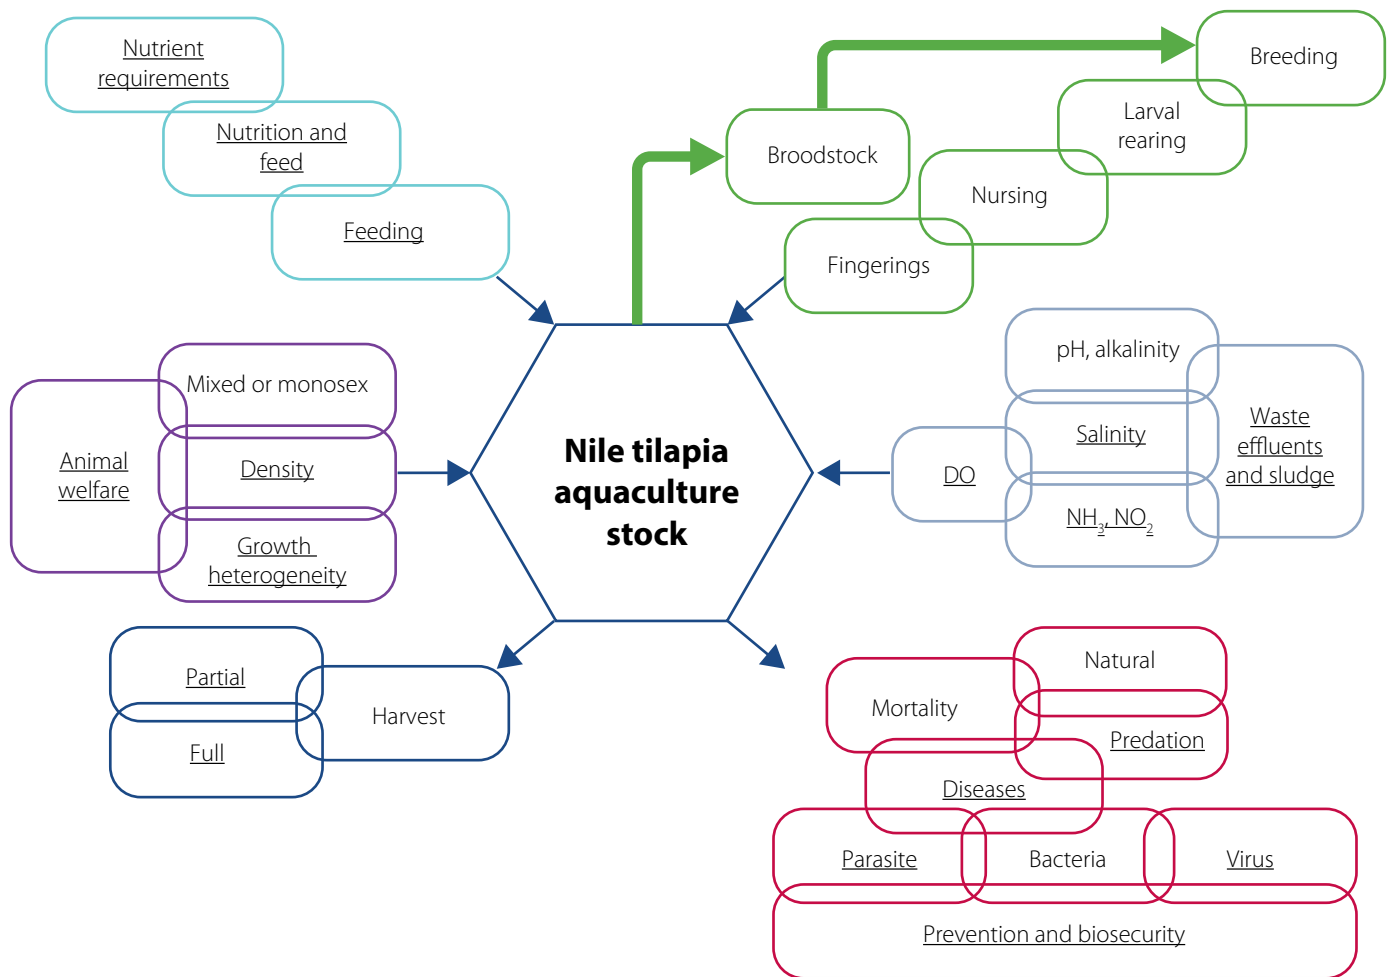 Nutrient
requirements
Nutrition and
feed
Feeding
Breeding
Larval
rearing
Broodstock
Nursing
Fingerings
Mixed or monosex
Animal
welfare
Density
Growth
heterogeneity
Nile tilapia
aquaculture
stock
pH, alkalinity
Salinity
DO
NH₃, NO₂
Waste
effluents
and sludge
Partial
Full
Harvest
Natural
Mortality
Predation
Diseases
Parasite
Bacteria
Virus
Prevention and biosecurity